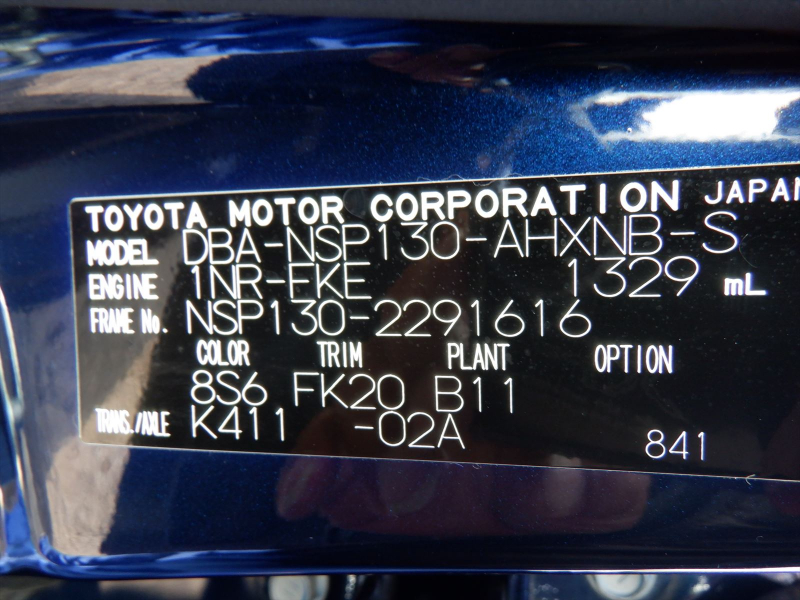 TOYOTA MOTOR CORPORATION JAPAN
MODEL DBA-NSP130-AHXNB-S
ENGINE 1NR-FKE 1329 mL
FRAME No. NSP130-2291616
COLOR TRIM PLANT OPTION
8S6 FK20 B11
TRANS./AXLE K411 -02A
841